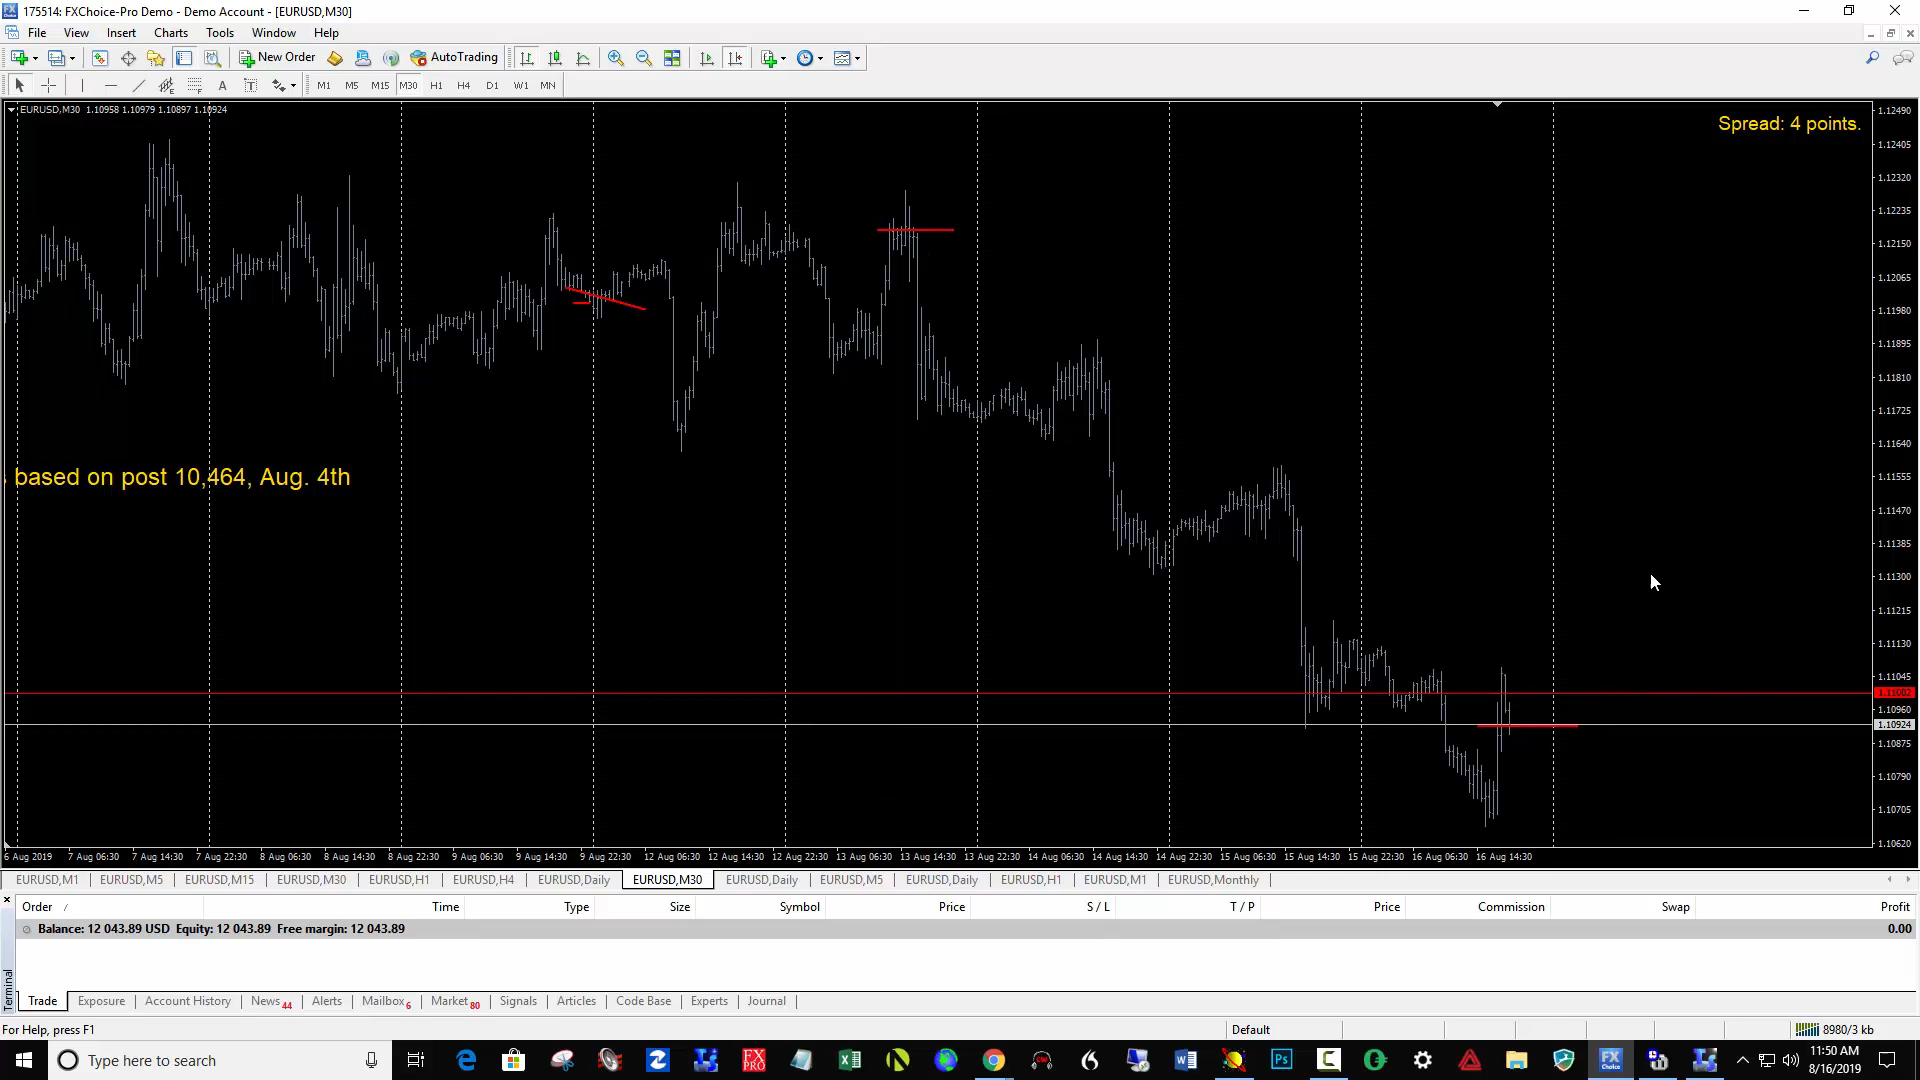 175514: FXChoice-Pro Demo - Demo Account - [EURUSD,M30]
File View Insert Charts Tools Window Help
New Order AutoTrading
A T M1 M5 M15 M30 H1 H4 D1 W1 MN
EURUSD,M30 1.10958 1.10979 1.10897 1.10924
Spread: 4 points.
1.12490
1.12405
1.12320
1.12235
1.12150
1.12065
1.11980
1.11895
1.11810
1.11725
1.11640
based on post 10,464, Aug. 4th
1.11555
1.11470
1.11385
1.11300
1.11215
1.11130
1.11045
1.11002
1.10960
1.10924
1.10875
1.10790
1.10705
1.10620
6 Aug 2019 7 Aug 06:30 7 Aug 14:30 7 Aug 22:30 8 Aug 06:30 8 Aug 14:30 8 Aug 22:30 9 Aug 06:30 9 Aug 14:30 9 Aug 22:30 12 Aug 06:30 12 Aug 14:30 12 Aug 22:30 13 Aug 06:30 13 Aug 14:30 13 Aug 22:30 14 Aug 06:30 14 Aug 14:30 14 Aug 22:30 15 Aug 06:30 15 Aug 14:30 15 Aug 22:30 16 Aug 06:30 16 Aug 14:30
EURUSD,M1 EURUSD,M5 EURUSD,M15 EURUSD,M30 EURUSD,H1 EURUSD,H4 EURUSD,Daily EURUSD,M30 EURUSD,Daily EURUSD,M5 EURUSD,Daily EURUSD,H1 EURUSD,M1 EURUSD,Monthly
Order / Time Type Size Symbol Price S / L T / P Price Commission Swap Profit
Balance: 12 043.89 USD Equity: 12 043.89 Free margin: 12 043.89 0.00
Terminal
Trade Exposure Account History News 44 Alerts Mailbox 6 Market 80 Signals Articles Code Base Experts Journal
For Help, press F1 Default 8980/3 kb
Type here to search
FX PRO
Ps
FX Choice
11:50 AM
8/16/2019